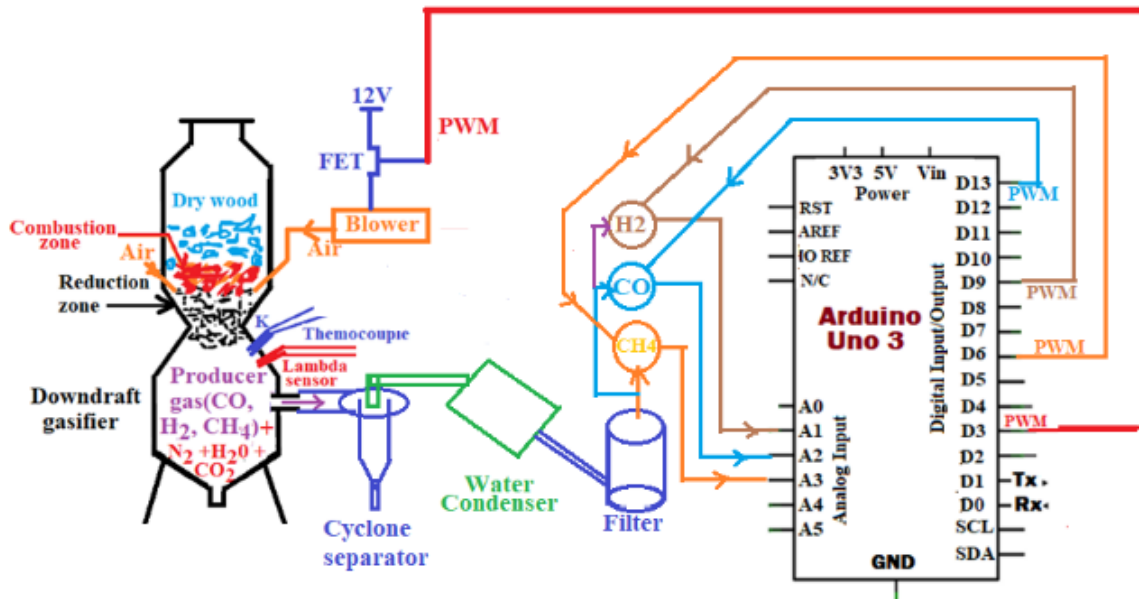 12V
PWM
FET
Dry wood
Combustion
zone
Blower
Air
Air
Reduction
zone
K
Themocouple
Lambda
sensor
Producer
gas(CO,
H2, CH4)+
N2 +H20 +
CO2
Downdraft
gasifier
Cyclone
separator
Water
Condenser
Filter
H2
CO
CH4
3V3 5V Vin
Power
RST
AREF
IO REF
N/C
Arduino
Uno 3
A0
A1
A2
A3
A4
A5
Analog Input
Digital Input/Output
D13
D12
D11
D10
D9
D8
D7
D6
D5
D4
D3
D2
D1
D0
SCL
SDA
PWM
PWM
PWM
PWM
Tx
Rx
GND